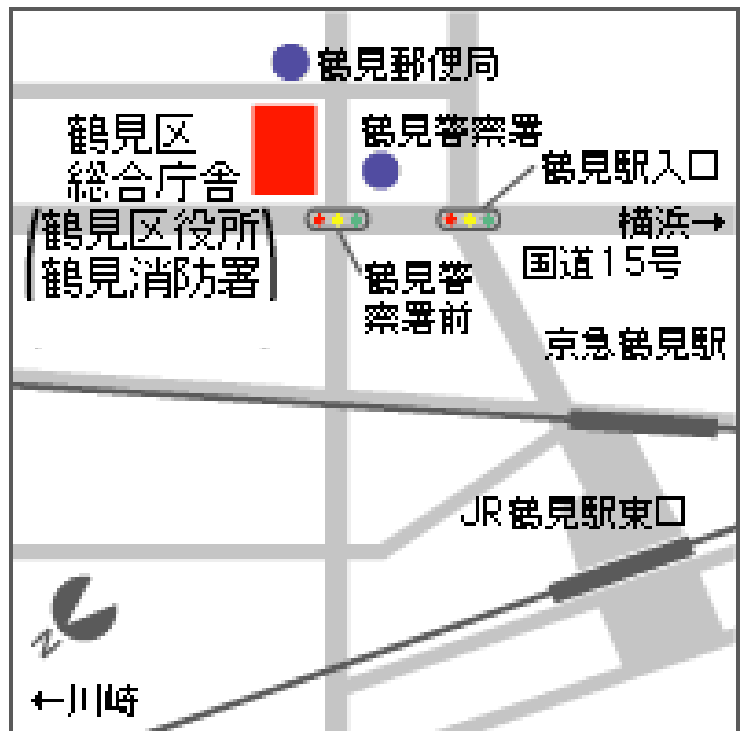 鶴見郵便局
鶴見区
総合庁舎
鶴見警察署
鶴見駅入口
(鶴見区役所
鶴見消防署)
横浜→
国道15号
鶴見警
察署前
京急鶴見駅
JR鶴見駅東口
N
←川崎